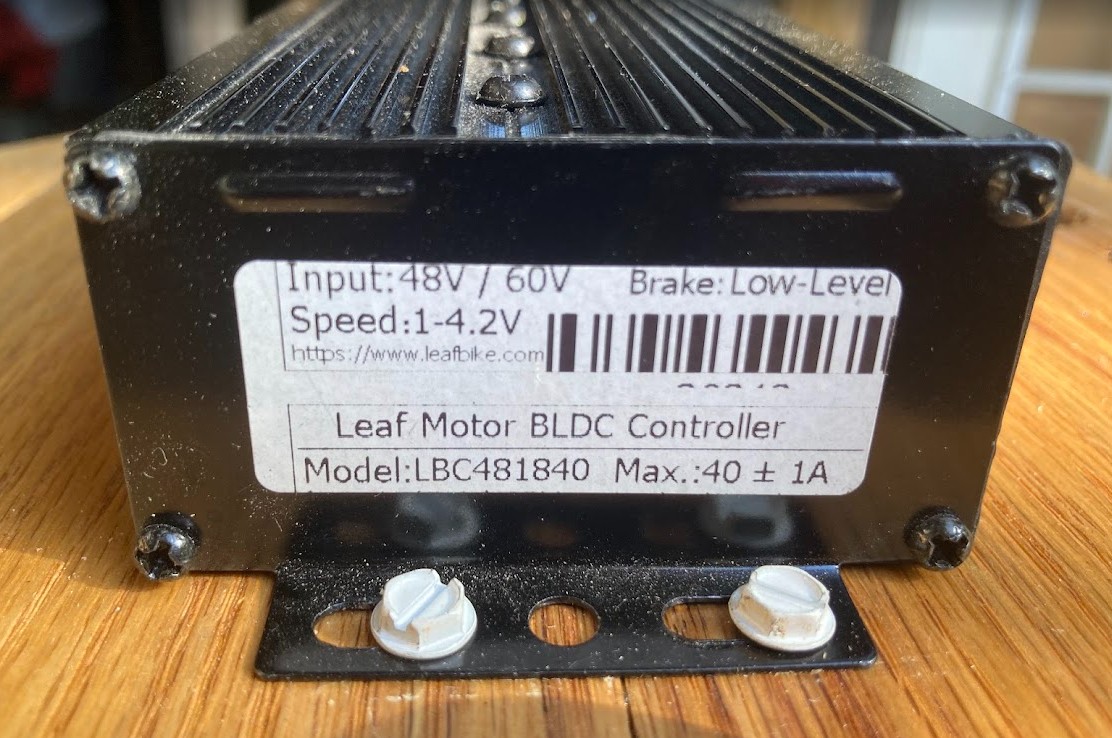 Input:48V / 60V Brake: Low-Level
Speed:1-4.2V
https://www.leafbike.com
Leaf Motor BLDC Controller
Model:LBC481840 Max.:40 ± 1A